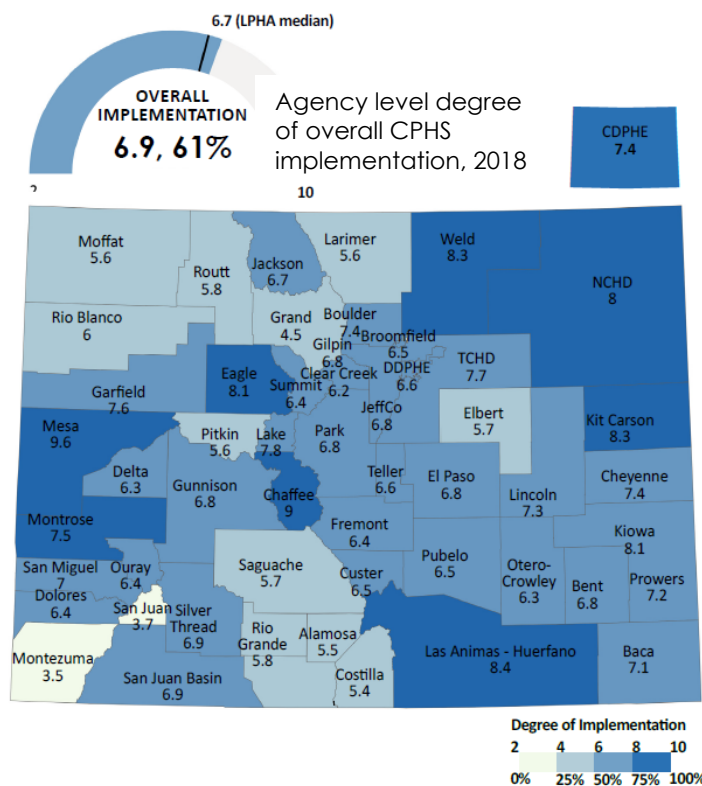 6.7 (LPHA median)
OVERALL
IMPLEMENTATION
6.9, 61%
Agency level degree
of overall CPHS
implementation, 2018
CDPHE
7.4
10
Moffat
5.6
Routt
5.8
Jackson
6.7
Larimer
5.6
Weld
8.3
NCHD
8
Rio Blanco
6
Grand
4.5
Boulder
7.4
Gilpin
6.8
Broomfield
6.5
DDPHE
6.6
TCHD
7.7
Eagle
8.1
Summit
6.4
Clear Creek
6.2
Garfield
7.6
JeffCo
6.8
Elbert
5.7
Kit Carson
8.3
Mesa
9.6
Pitkin
5.6
Lake
7.8
Park
6.8
Delta
6.3
Gunnison
6.8
Chaffee
9
Teller
6.6
El Paso
6.8
Lincoln
7.3
Cheyenne
7.4
Montrose
7.5
Fremont
6.4
Kiowa
8.1
San Miguel
7
Ouray
6.4
Saguache
5.7
Custer
6.5
Pubelo
6.5
Otero-
Crowley
6.3
Bent
6.8
Prowers
7.2
Dolores
6.4
San Juan
3.7
Silver
Thread
6.9
Rio
Grande
5.8
Alamosa
5.5
Las Animas - Huerfano
8.4
Baca
7.1
Montezuma
3.5
San Juan Basin
6.9
Costilla
5.4
Degree of Implementation
2 4 6 8 10
0% 25% 50% 75% 100%